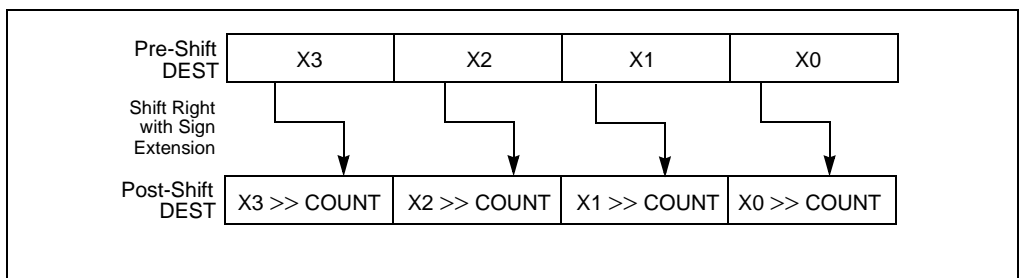 Pre-Shift
DEST
X3 X2 X1 X0
Shift Right
with Sign
Extension
Post-Shift
DEST
X3 >> COUNT X2 >> COUNT X1 >> COUNT X0 >> COUNT